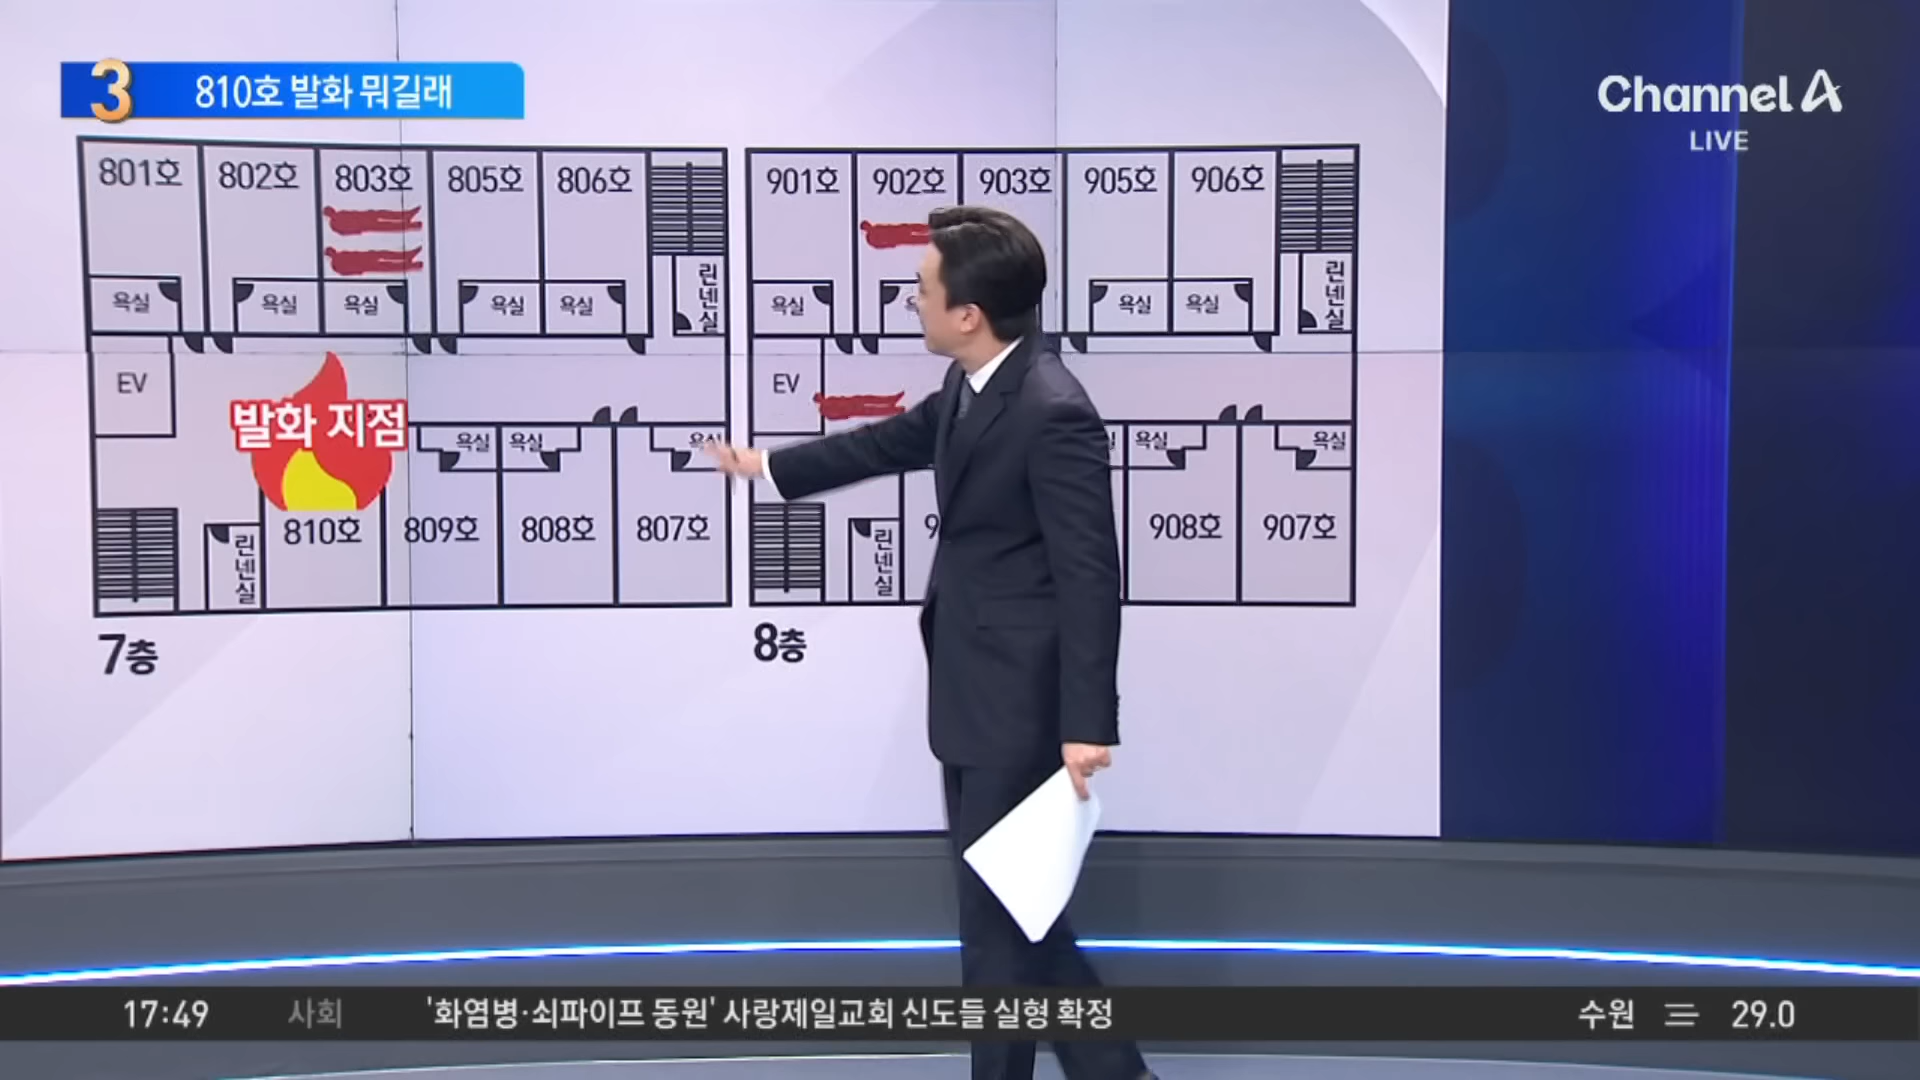 3 810호 발화 뭐길래
Channel A
LIVE
801호 802호 803호 805호 806호
901호 902호 903호 905호 906호
욕실 욕실 욕실 욕실 욕실 린넨실
욕실 욕실 욕실 린넨실
EV
EV
발화 지점
욕실 욕실 욕실
욕실 욕실
810호 809호 808호 807호
908호 907호
린넨실
린넨실
7층
8층
17:49 사회 '화염병·쇠파이프 동원' 사랑제일교회 신도들 실형 확정 수원 29.0